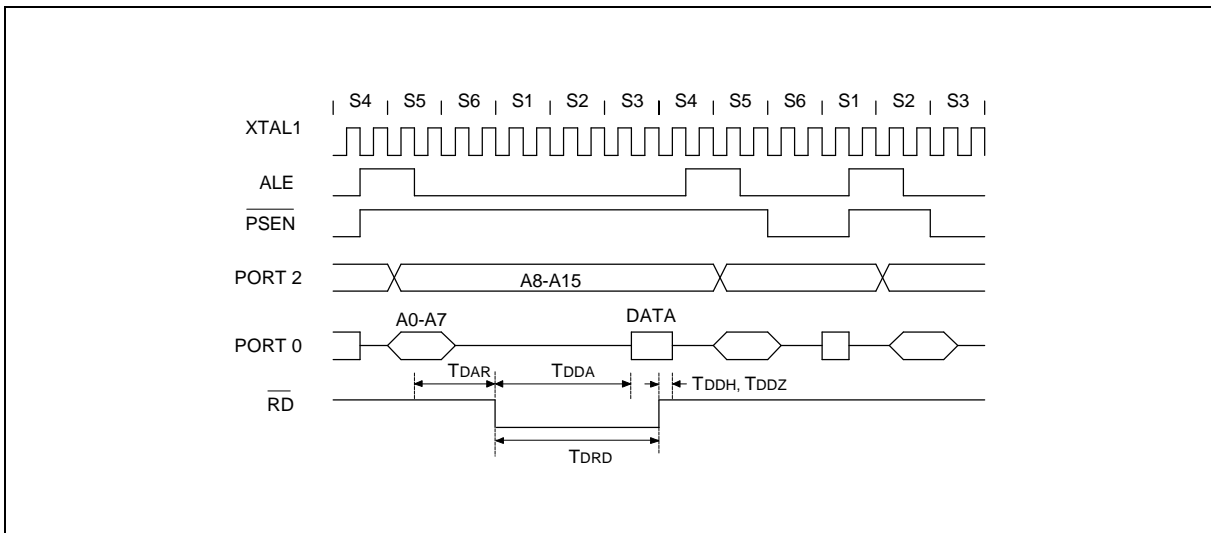 S4 S5 S6 S1 S2 S3 S4 S5 S6 S1 S2 S3
XTAL1
ALE
PSEN
PORT 2
A8-A15
A0-A7
DATA
PORT 0
TDAR
TDDA
TDDH, TDDZ
RD
TDRD